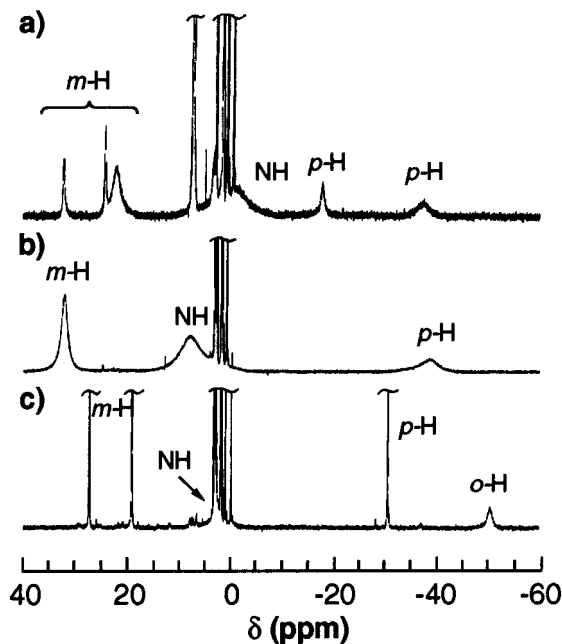 a)
m-H
NH
p-H
p-H
b)
m-H
NH
p-H
c)
m-H
NH
p-H
o-H
40 20 0 -20 -40 -60
δ (ppm)